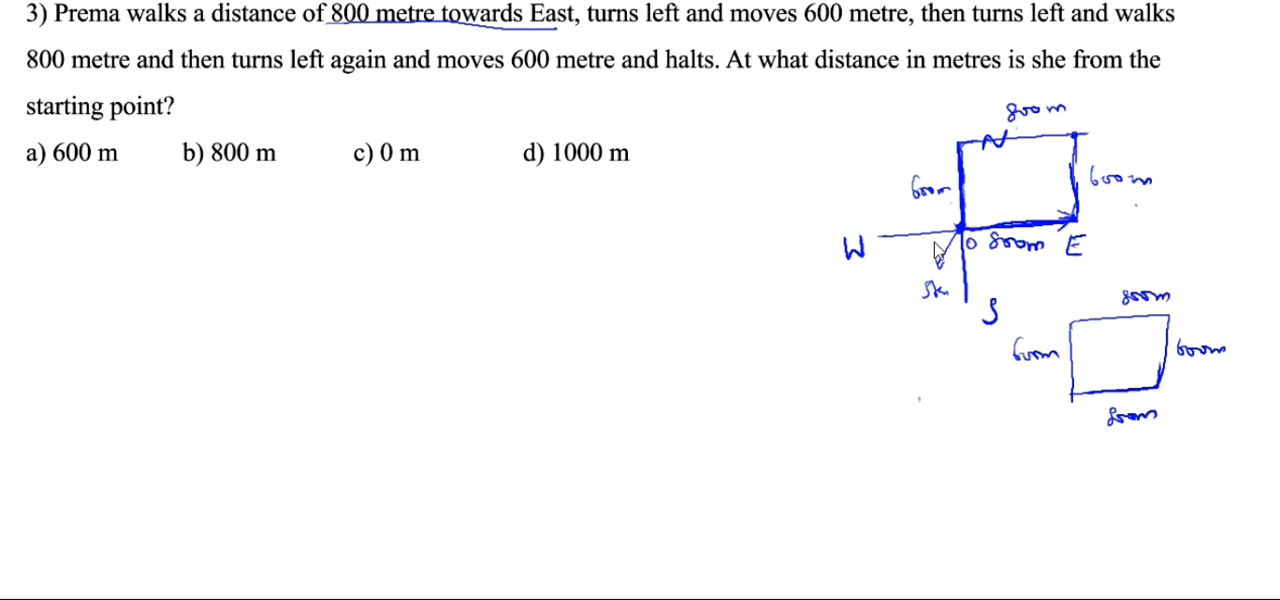 3) Prema walks a distance of 800 metre towards East, turns left and moves 600 metre, then turns left and walks
800 metre and then turns left again and moves 600 metre and halts. At what distance in metres is she from the
starting point?
a) 600 m b) 800 m c) 0 m d) 1000 m
800 m
N
600m 600 m
W O 800m E
S
800m
600m 600m
800m